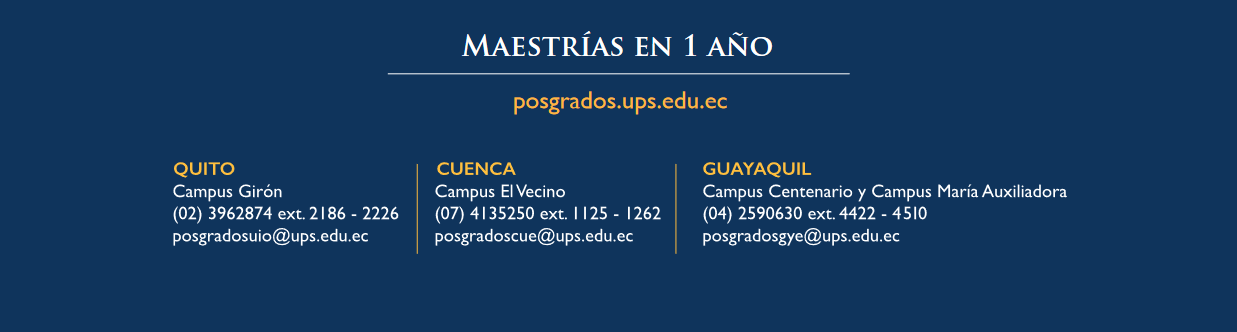 MAESTRÍAS EN 1 AÑO
posgrados.ups.edu.ec
QUITO
Campus Girón
(02) 3962874 ext. 2186 - 2226
posgradosuio@ups.edu.ec
CUENCA
Campus El Vecino
(07) 4135250 ext. 1125 - 1262
posgradoscue@ups.edu.ec
GUAYAQUIL
Campus Centenario y Campus María Auxiliadora
(04) 2590630 ext. 4422 - 4510
posgradosgye@ups.edu.ec